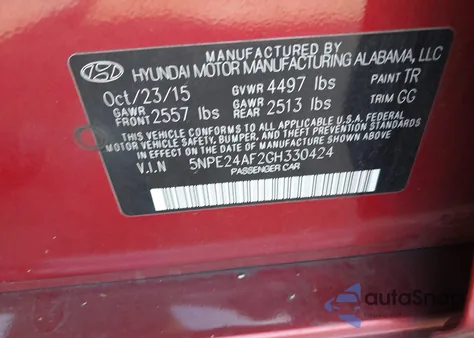 MANUFACTURED BY
HYUNDAI MOTOR MANUFACTURING ALABAMA, LLC
Oct/23/15 GVWR 4497 lbs PAINT TR
GAWR FRONT 2557 lbs GAWR REAR 2513 lbs TRIM GG
THIS VEHICLE CONFORMS TO ALL APPLICABLE U.S.A. FEDERAL
MOTOR VEHICLE SAFETY, BUMPER, AND THEFT PREVENTION STANDARDS
IN EFFECT ON THE DATE OF MANUFACTURE SHOWN ABOVE.
V.I.N 5NPE24AF2GH330424
PASSENGER CAR
autoSnap